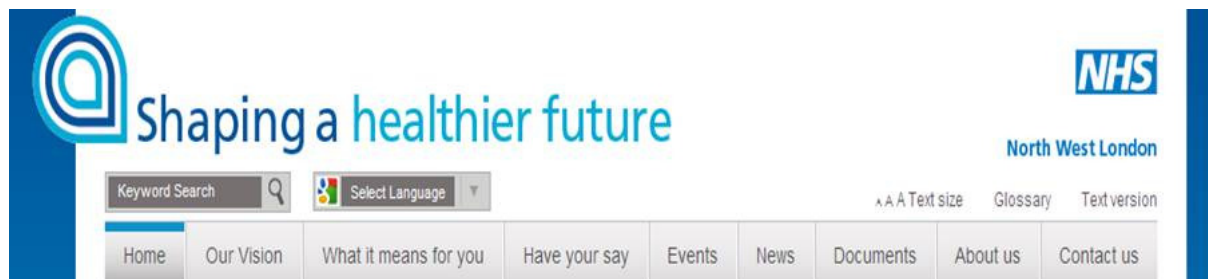 NHS
Shaping a healthier future
North West London
Keyword Search Select Language A A A Text size Glossary Text version
Home Our Vision What it means for you Have your say Events News Documents About us Contact us